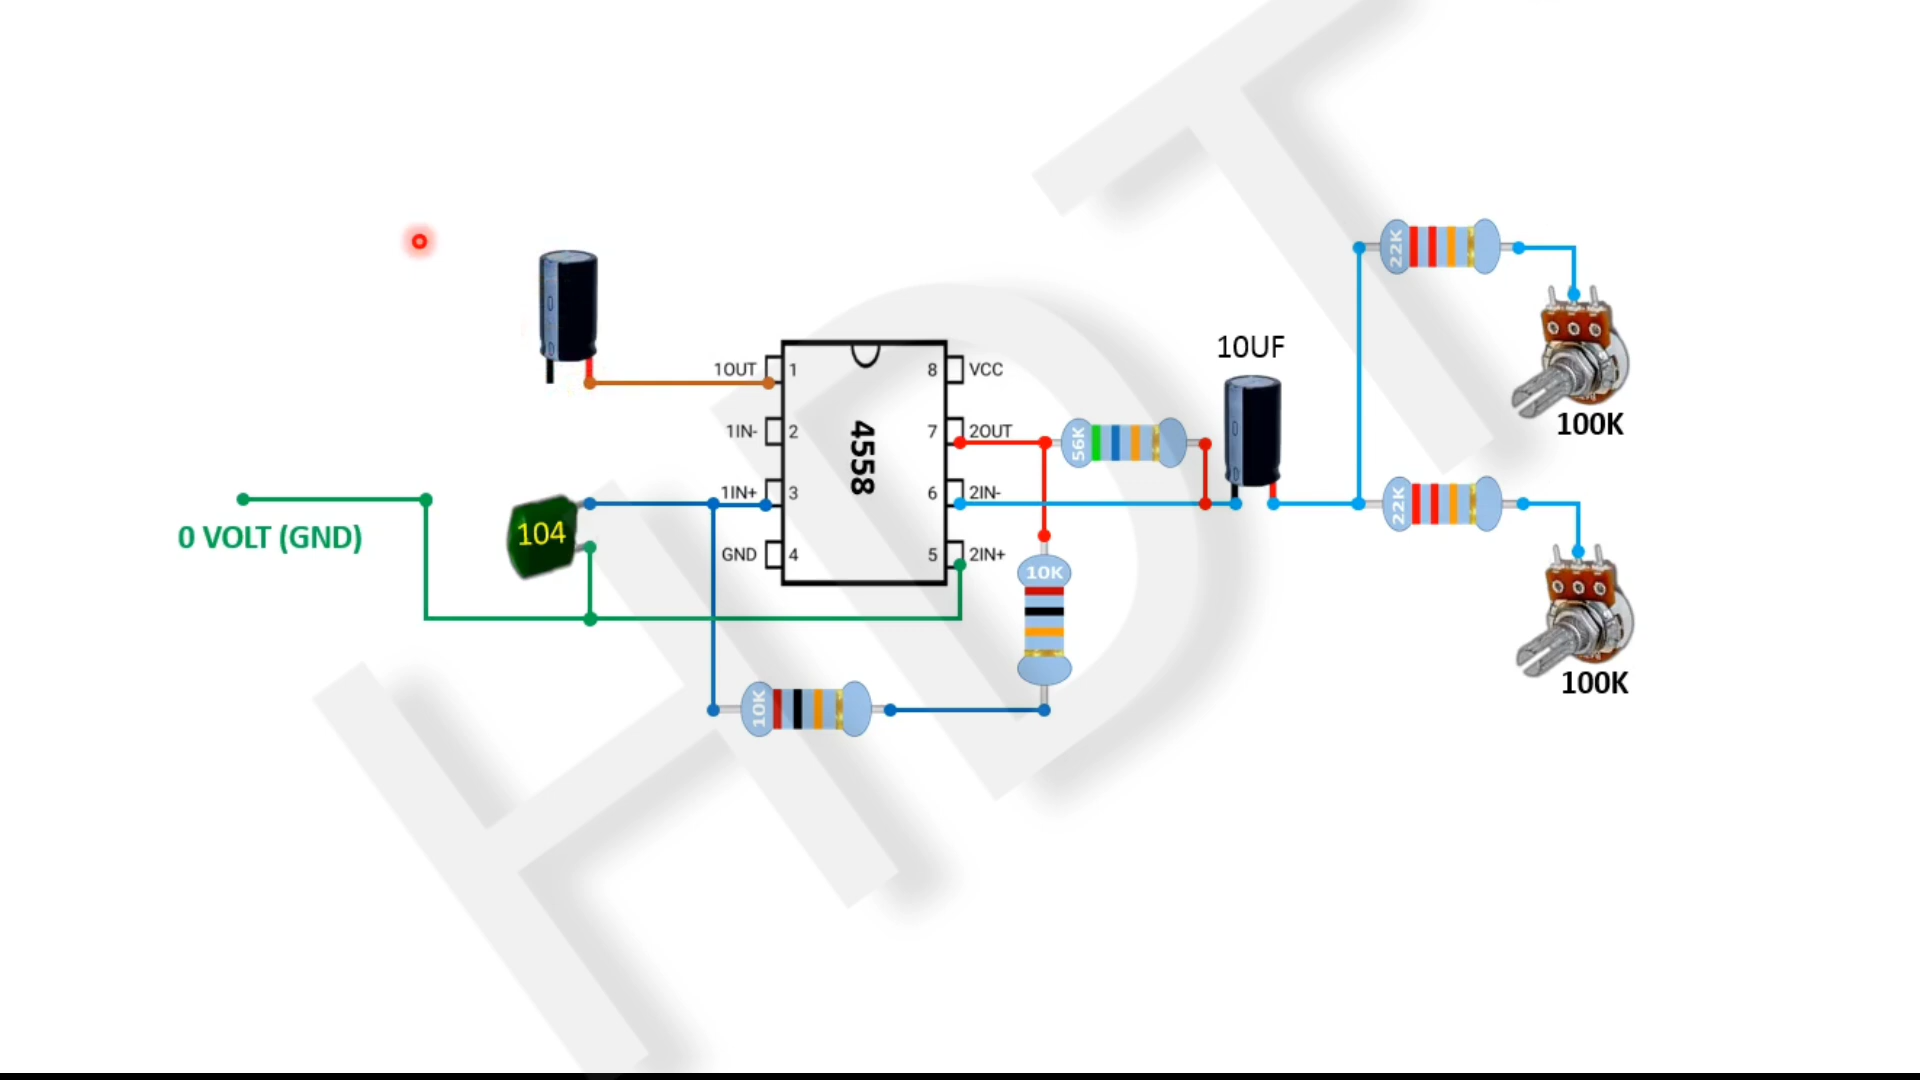 HDT
22K
10UF
100K
1OUT 1 8 VCC
1IN- 2 7 2OUT
56K
4558
1IN+ 3 6 2IN-
22K
0 VOLT (GND)
104
GND 4 5 2IN+
10K
100K
10K